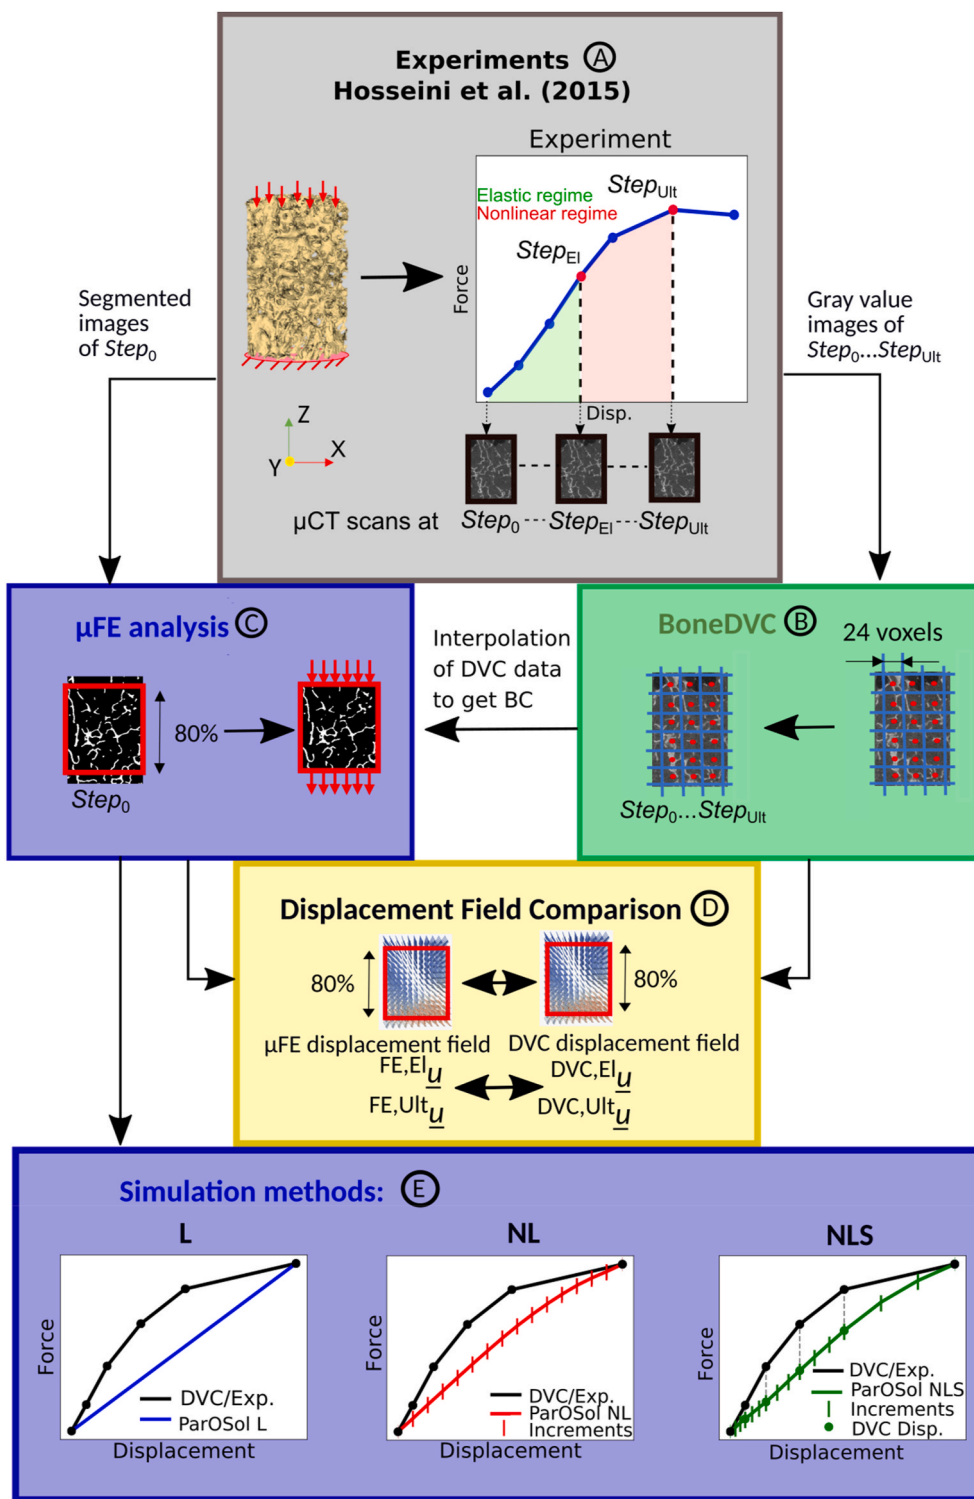 Experiments A
Hosseini et al. (2015)
Experiment
Elastic regime
Nonlinear regime
Step_Ult
Step_El
Force
Disp.
Z
Y
X
µCT scans at
Step_0 ---- Step_El ---- Step_Ult
Segmented
images
of Step_0
Gray value
images of
Step_0...Step_Ult
µFE analysis C
80%
Step_0
Interpolation
of DVC data
to get BC
BoneDVC B
24 voxels
Step_0...Step_Ult
Displacement Field Comparison D
80%
80%
µFE displacement field
DVC displacement field
FE,El u
DVC,El u
FE,Ult u
DVC,Ult u
Simulation methods: E
L
Force
DVC/Exp.
ParOSol L
Displacement
NL
Force
DVC/Exp.
ParOSol NL
Increments
Displacement
NLS
Force
DVC/Exp.
ParOSol NLS
Increments
DVC Disp.
Displacement